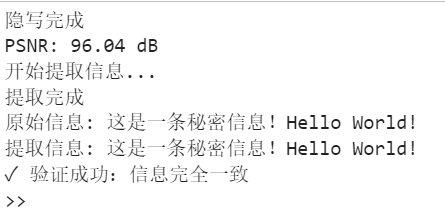 隐写完成
PSNR: 96.04 dB
开始提取信息...
提取完成
原始信息: 这是一条秘密信息! Hello World!
提取信息: 这是一条秘密信息! Hello World!
✓ 验证成功: 信息完全一致
>>